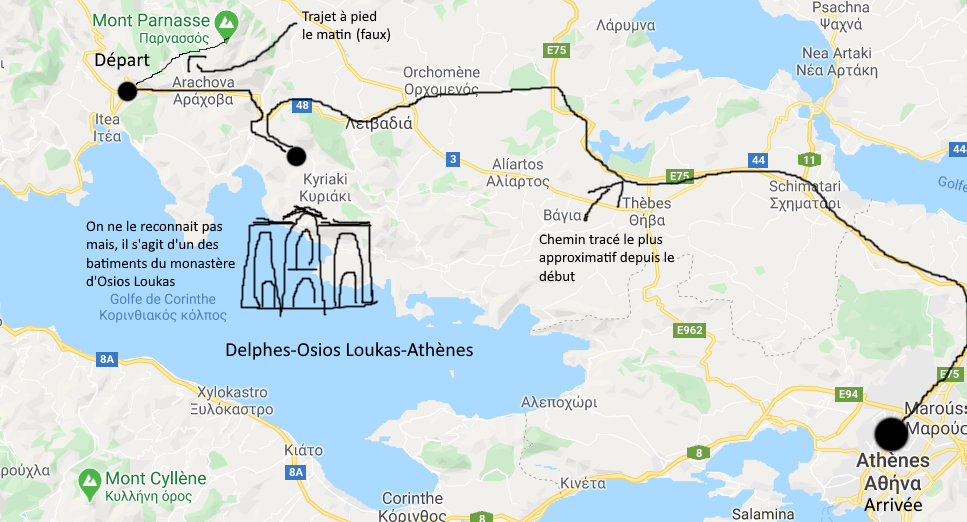 Mont Parnasse
Παρνασσός
Trajet à pied
le matin (faux)
Départ
Arachova
Αράχοβα
Itea
Ιτέα
Λάρυμνα
Psachna
Ψαχνά
Nea Artaki
Νέα Αρτάκη
E75
Orchomène
Ορχομενός
48
Λειβαδιά
3
Alíartos
Αλίαρτος
44
11
44
E75
Schimatari
Σχηματάρι
Golfe
Kyriaki
Κυριάκι
Βάγια
Thèbes
Θήβα
On ne le reconnait pas
mais, il s'agit d'un des
batiments du monastère
d'Osios Loukas
Golfe de Corinthe
Κορινθιακός κόλπος
Chemin tracé le plus
approximatif depuis le
début
Delphes-Osios Loukas-Athènes
E962
8A
Xylokastro
Ξυλόκαστρο
Αλεποχώρι
E75
E94
Maroúss
Μαρούσ
Κιάτο
8A
Mont Cyllène
Κυλλήνη όρος
8
Κινέτα
Athènes
Αθήνα
Arrivée
Corinthe
Κόρινθος
8
Salamina